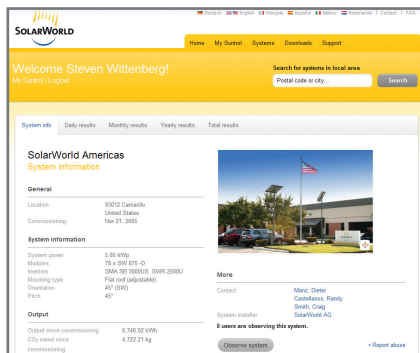 Deutsch English Français español Italiano Nederlands | Contact | FAQ
SOLARWORLD
Home My Suntrol Systems Downloads Support
Welcome Steven Wittenberg!
My Suntrol | Logout
Search for systems in local area
Postal code or city...
Search
System info Daily results Monthly results Yearly results Total results
SolarWorld Americas
System information
General
Location 93012 Camarillo
United States
Commissioning Nov 21, 2005
System information
System power 5.85 kWp
Modules 78 x SW 075 -D
Inverters SMA SB 3000US, SWR 2500U
Mounting type Flat roof (adjustable)
Orientation 45° (SW)
Pitch 45°
Output
Output since commissioning 6,746.02 kWh
CO₂ saved since 4,722.21 kg
commissioning
More
Contact Manz, Dieter
Castellanos, Randy
Smith, Craig
System installer SolarWorld AG
8 users are observing this system.
Observe system
Report abuse